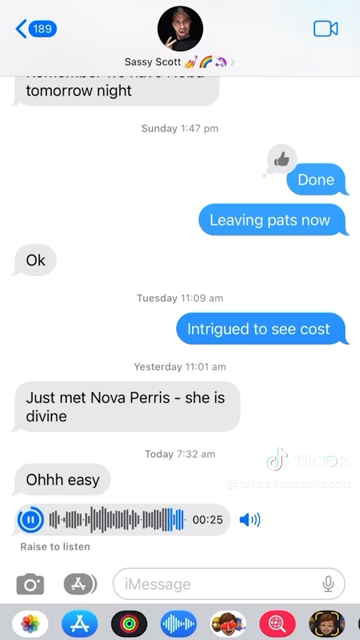 189
Sassy Scott 💅🌈🦄 >
tomorrow night
Sunday 1:47 pm
Done
Leaving pats now
Ok
Tuesday 11:09 am
Intrigued to see cost
Yesterday 11:01 am
Just met Nova Perris - she is
divine
Today 7:32 am
TikTok
Ohhh easy
00:25
Raise to listen
iMessage